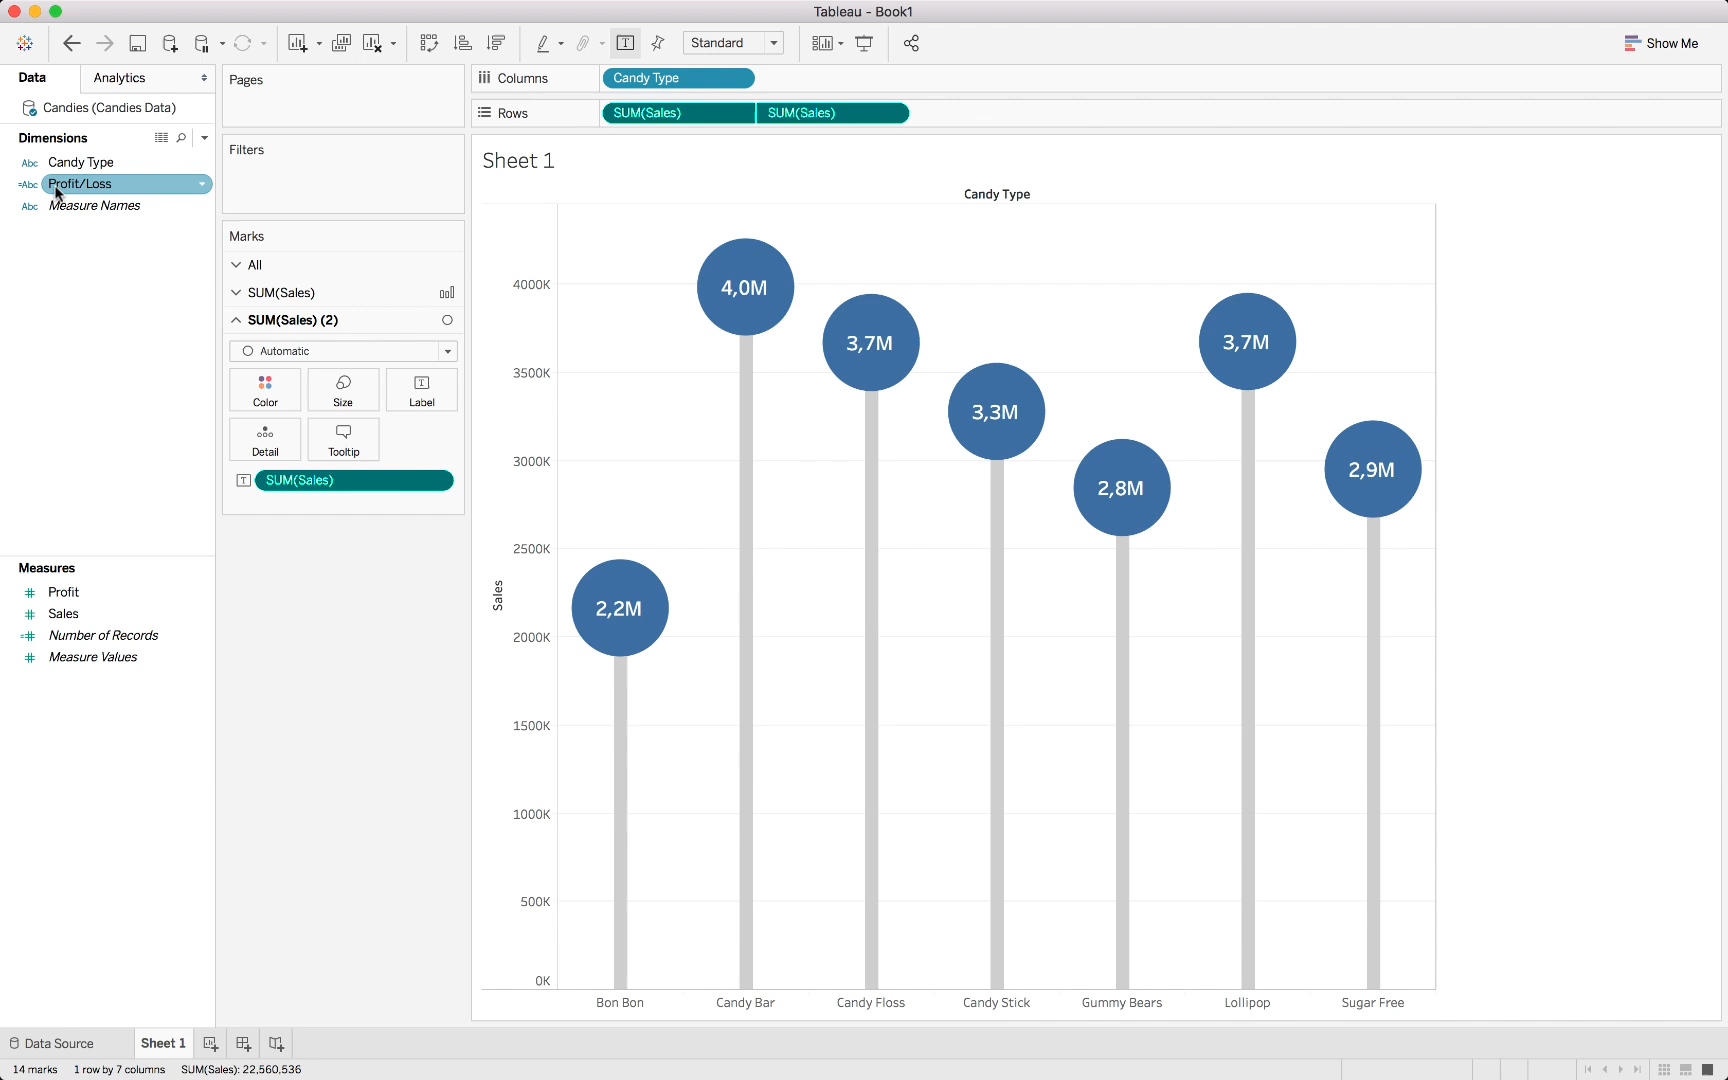 Tableau - Book1
Standard
Show Me
Data
Analytics
Candies (Candies Data)
Dimensions
Abc Candy Type
=Abc Profit/Loss
Abc Measure Names
Measures
# Profit
# Sales
=# Number of Records
# Measure Values
Pages
Filters
Marks
All
SUM(Sales)
SUM(Sales) (2)
Automatic
Color
Size
T
Label
Detail
Tooltip
T SUM(Sales)
Columns
Candy Type
Rows
SUM(Sales)
SUM(Sales)
Sheet 1
Candy Type
4000K
3500K
3000K
2500K
2000K
1500K
1000K
500K
0K
Sales
2,2M
4,0M
3,7M
3,3M
2,8M
3,7M
2,9M
Bon Bon
Candy Bar
Candy Floss
Candy Stick
Gummy Bears
Lollipop
Sugar Free
Data Source
Sheet 1
14 marks
1 row by 7 columns
SUM(Sales): 22,560,536